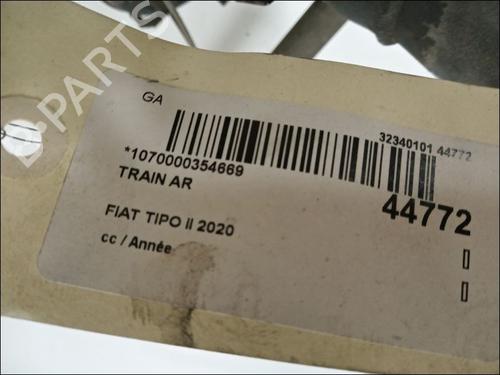 GA
32340101 44772
*1070000354669
TRAIN AR
44772
FIAT TIPO II 2020
cc / Année
B-PARTS